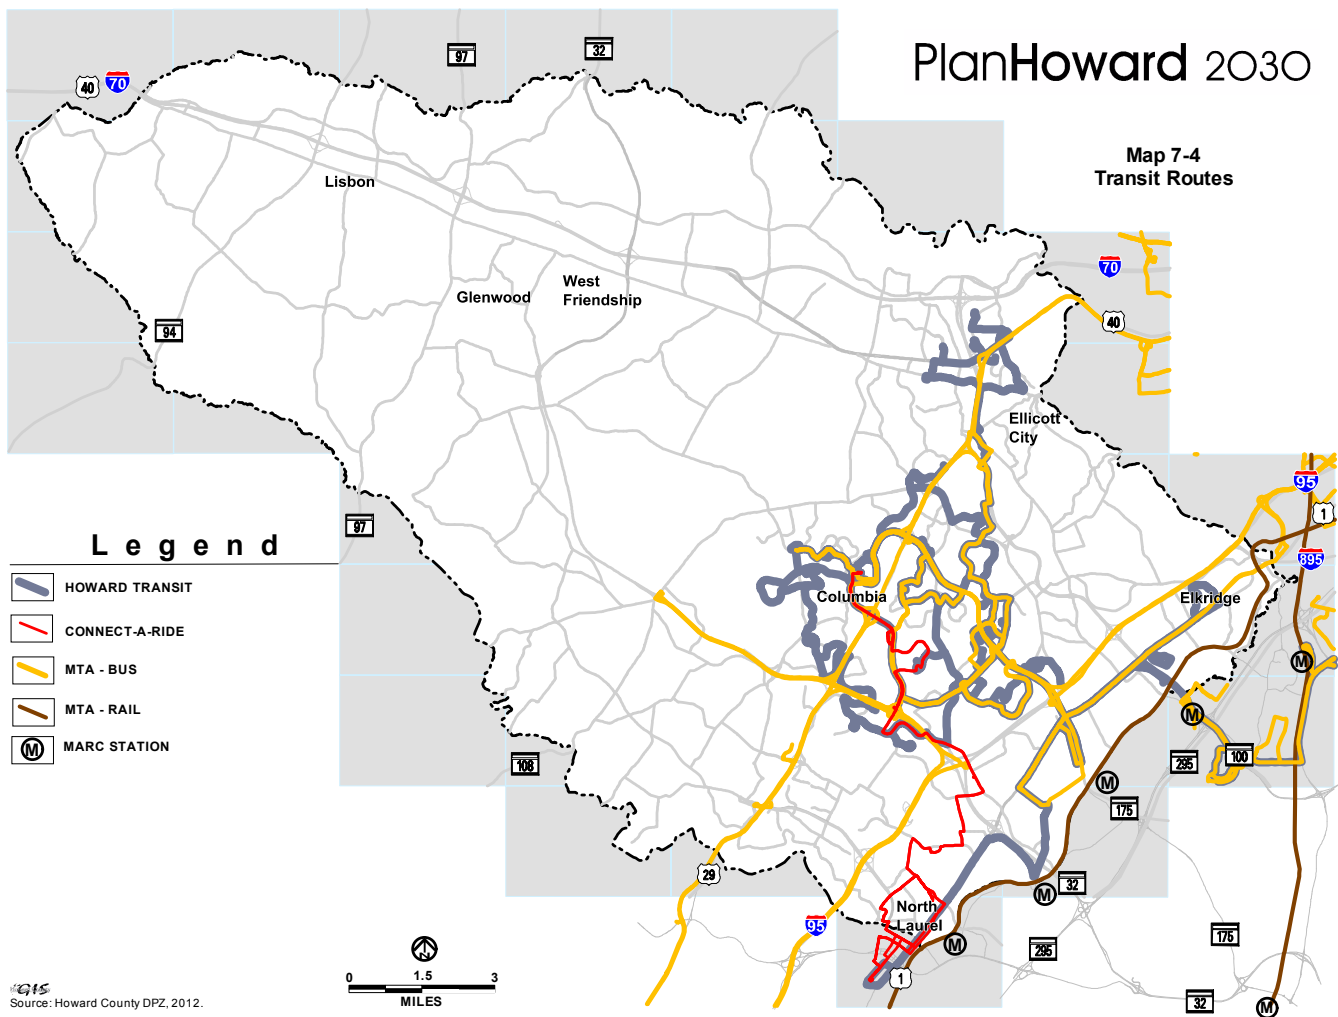 PlanHoward 2030
Map 7-4
Transit Routes
97
32
40
70
Lisbon
70
West
Friendship
Glenwood
40
94
Ellicott
City
95
1
97
895
Legend
HOWARD TRANSIT
CONNECT-A-RIDE
MTA - BUS
MTA - RAIL
M
MARC STATION
Columbia
Elkridge
M
M
108
295
100
M
175
29
32
M
North
Laurel
95
M
295
175
1
32
M
N
0
1.5
3
MILES
GIS
Source: Howard County DPZ, 2012.